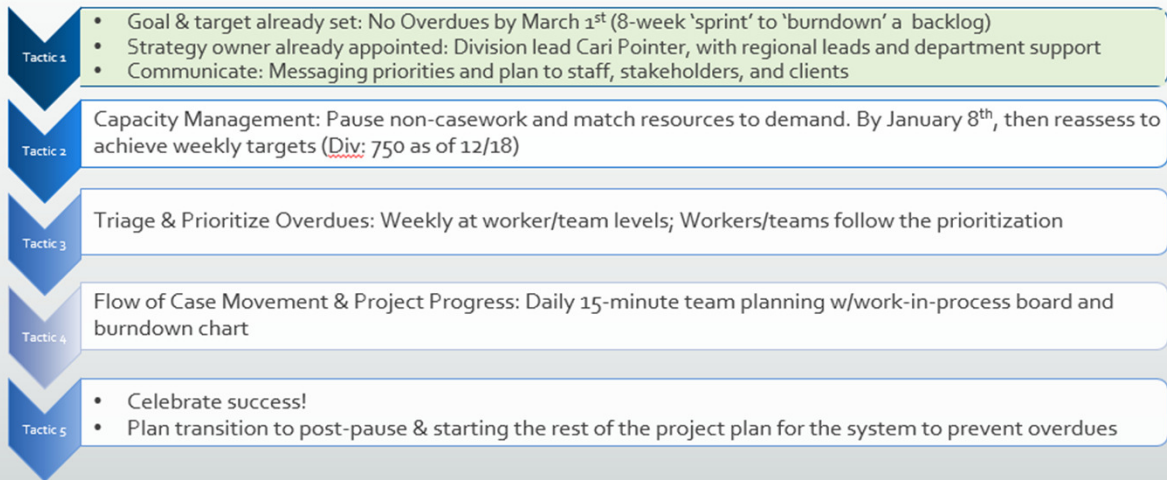 Tactic 1
• Goal & target already set: No Overdues by March 1st (8-week ‘sprint’ to ‘burndown’ a backlog)
• Strategy owner already appointed: Division lead Cari Pointer, with regional leads and department support
• Communicate: Messaging priorities and plan to staff, stakeholders, and clients
Tactic 2
Capacity Management: Pause non-casework and match resources to demand. By January 8th, then reassess to
achieve weekly targets (Div: 750 as of 12/18)
Tactic 3
Triage & Prioritize Overdues: Weekly at worker/team levels; Workers/teams follow the prioritization
Tactic 4
Flow of Case Movement & Project Progress: Daily 15-minute team planning w/work-in-process board and
burndown chart
Tactic 5
• Celebrate success!
• Plan transition to post-pause & starting the rest of the project plan for the system to prevent overdues